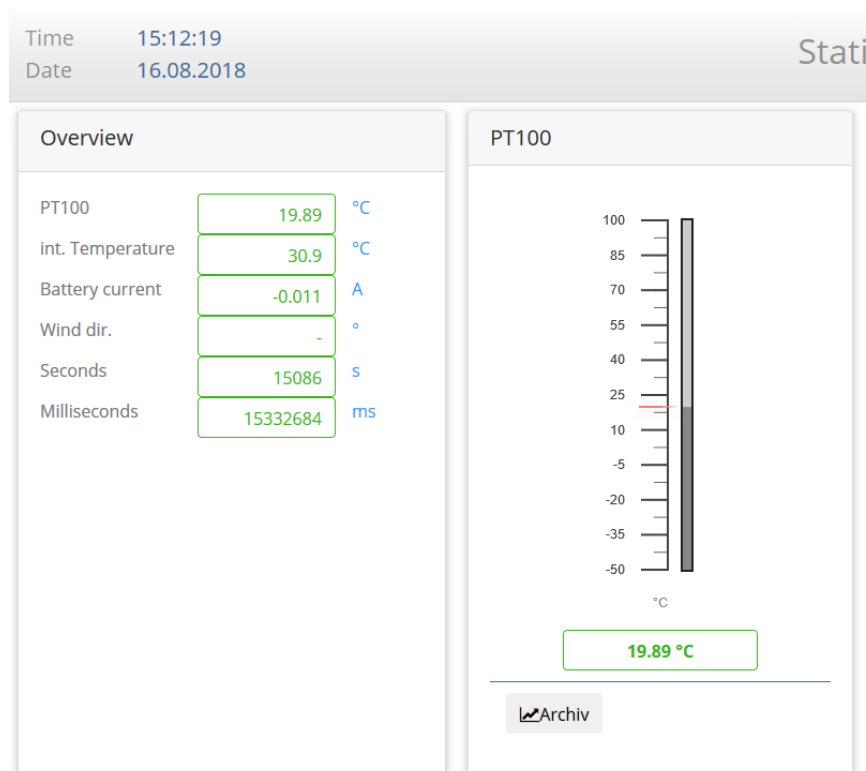 Time 15:12:19
Date 16.08.2018
Stati
Overview
PT100 19.89 °C
int. Temperature 30.9 °C
Battery current -0.011 A
Wind dir. - °
Seconds 15086 s
Milliseconds 15332684 ms
PT100
100
85
70
55
40
25
10
-5
-20
-35
-50
°C
19.89 °C
Archiv